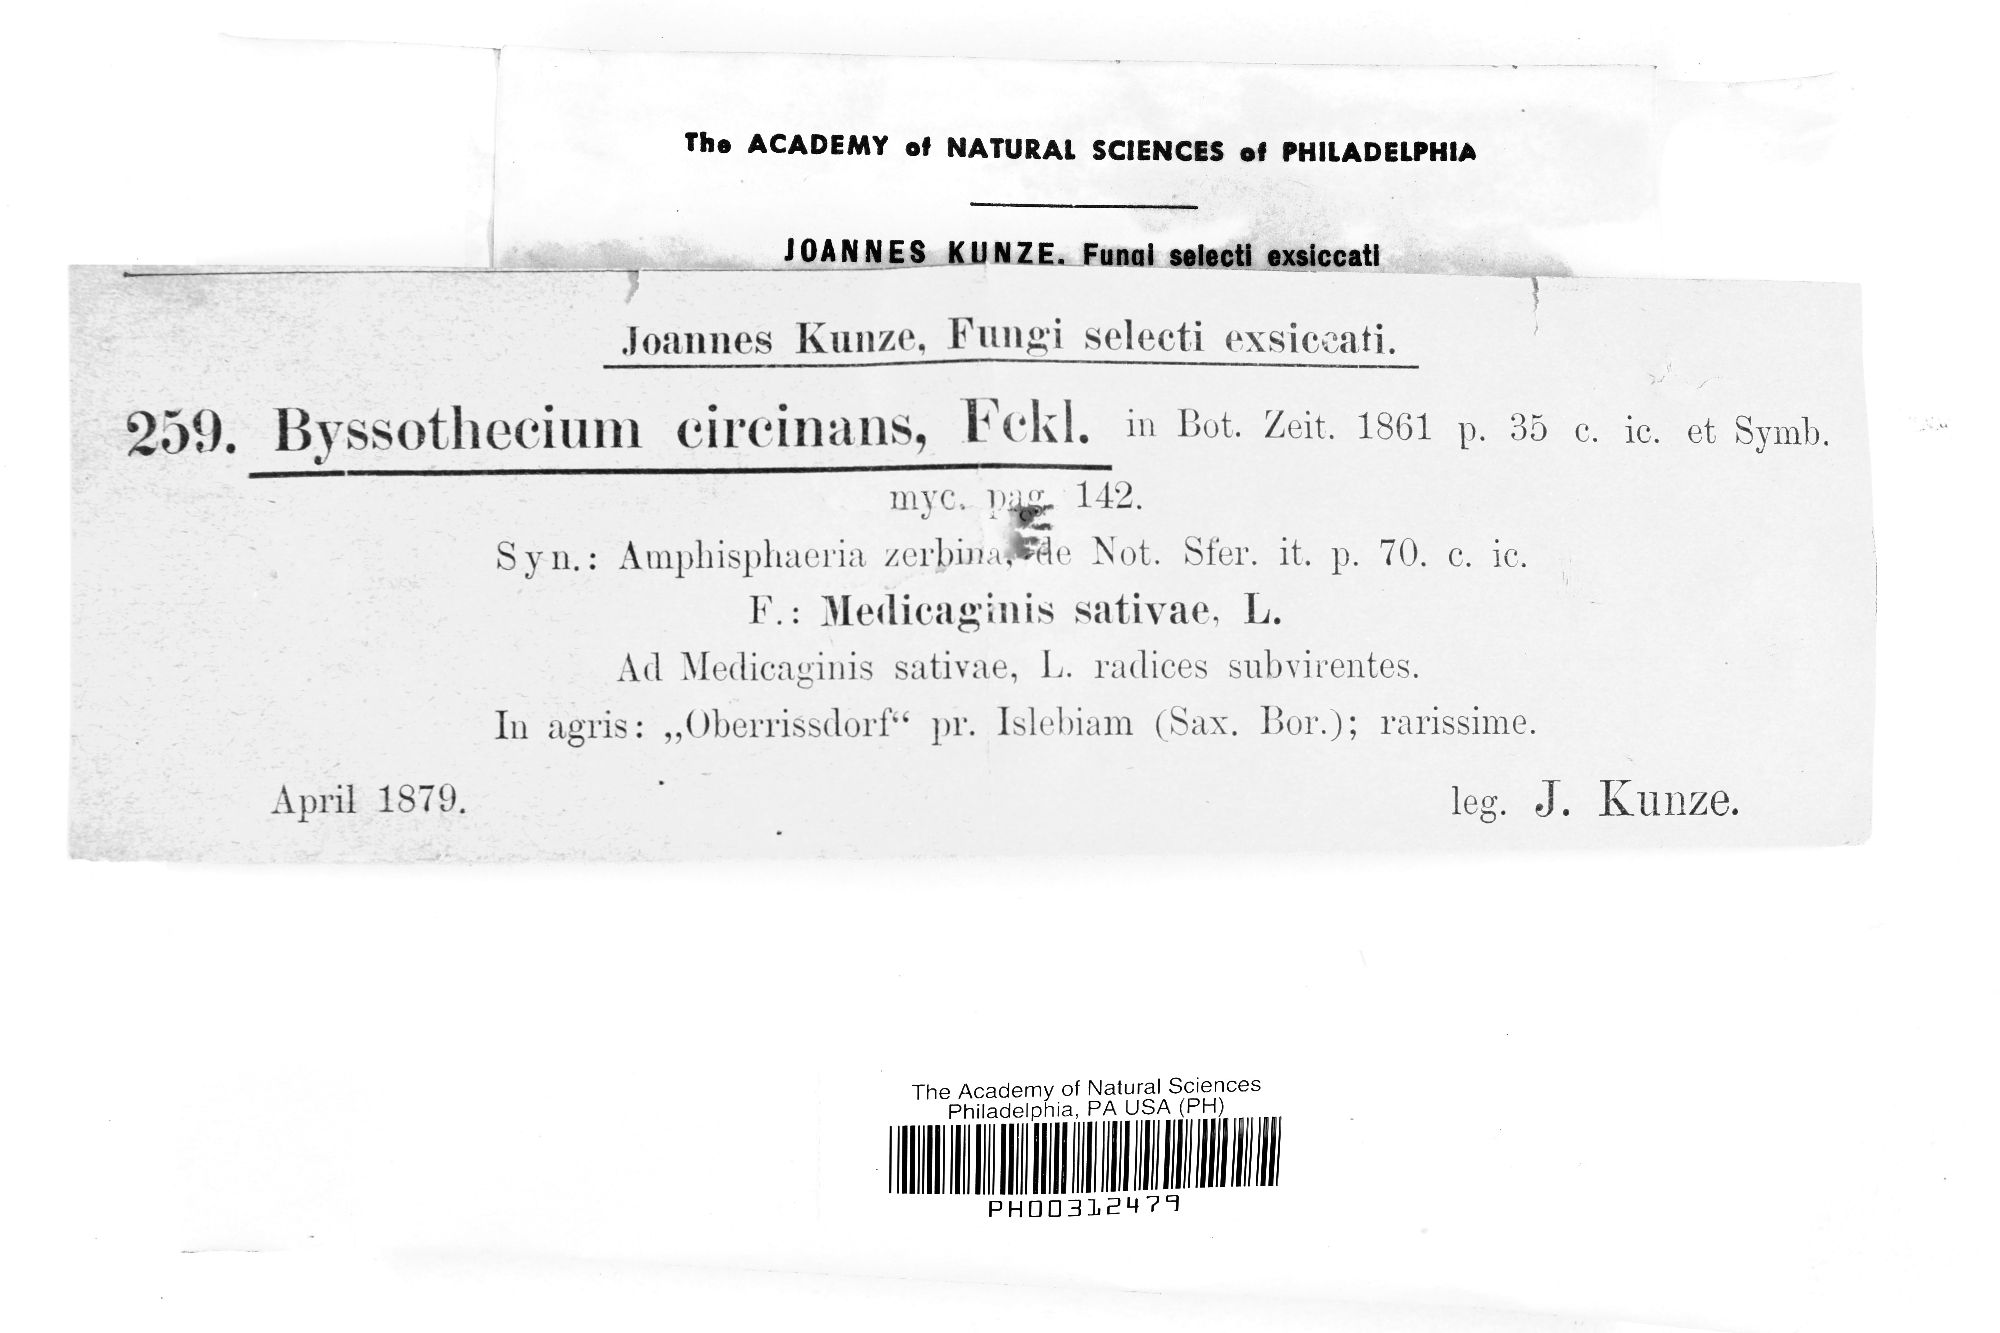 The ACADEMY of NATURAL SCIENCES of PHILADELPHIA
JOANNES KUNZE. Fungi selecti exsiccati
Joannes Kunze, Fungi selecti exsiccati.
259. Byssothecium circinans, Fckl. in Bot. Zeit. 1861 p. 35 c. ic. et Symb.
myc. pag. 142.
Syn.: Amphisphaeria zerbina, de Not. Sfer. it. p. 70. c. ic.
F.: Medicaginis sativae, L.
Ad Medicaginis sativae, L. radices subvirentes.
In agris: „Oberrissdorf“ pr. Islebiam (Sax. Bor.); rarissime.
April 1879. leg. J. Kunze.
The Academy of Natural Sciences
Philadelphia, PA USA (PH)
PH00312479